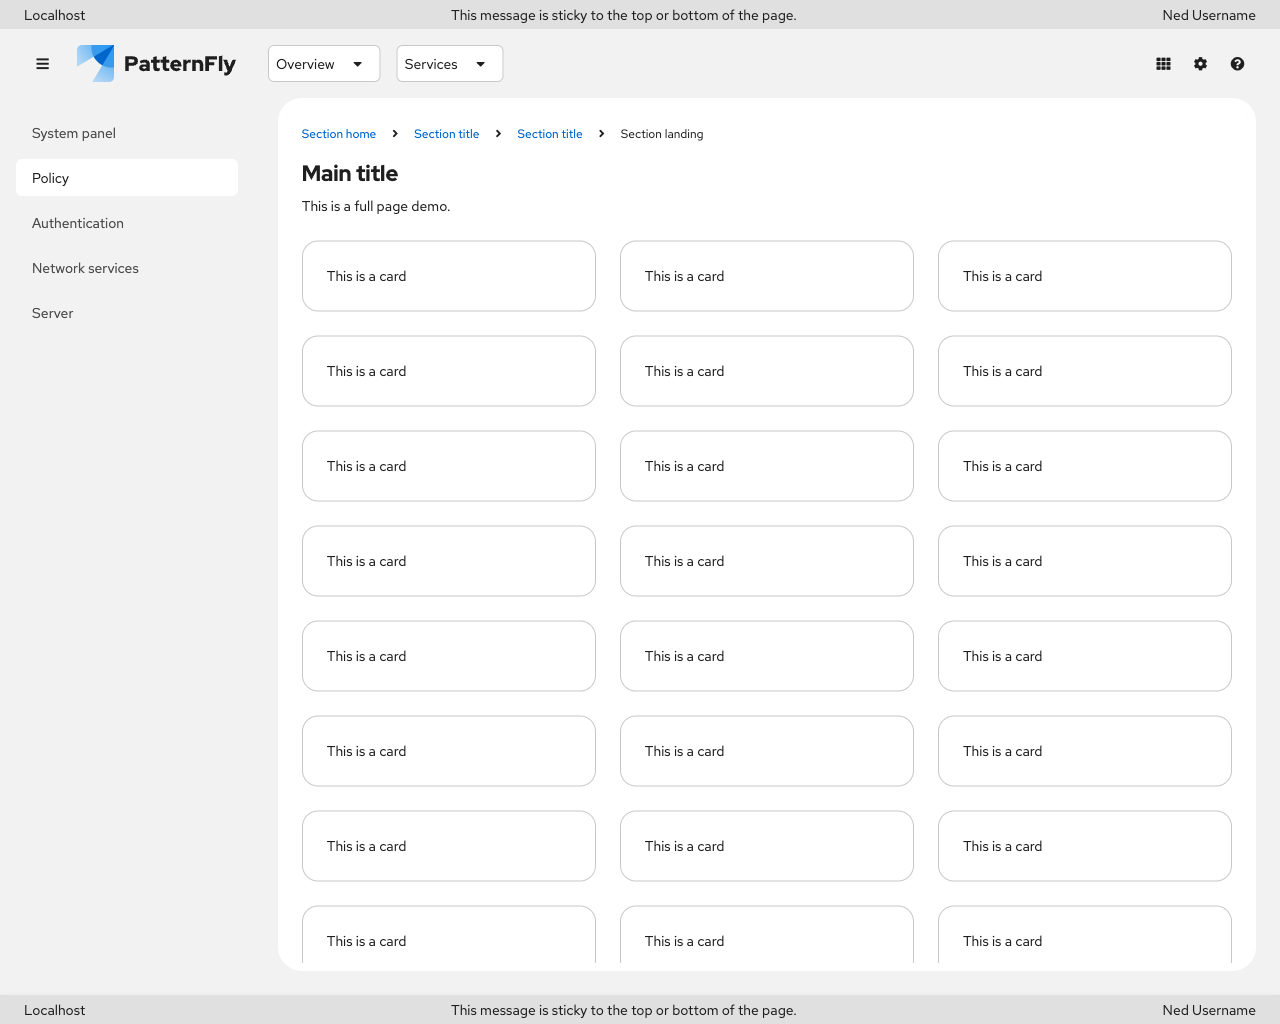 Localhost This message is sticky to the top or bottom of the page. Ned Username
PatternFly Overview Services
System panel
Policy
Authentication
Network services
Server
Section home Section title Section title Section landing
Main title
This is a full page demo.
This is a card This is a card This is a card
This is a card This is a card This is a card
This is a card This is a card This is a card
This is a card This is a card This is a card
This is a card This is a card This is a card
This is a card This is a card This is a card
This is a card This is a card This is a card
This is a card This is a card This is a card
Localhost This message is sticky to the top or bottom of the page. Ned Username